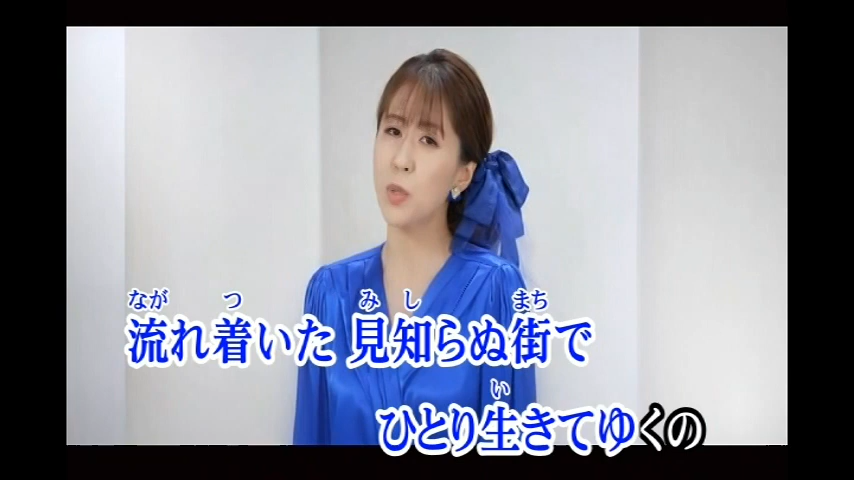 なが つ み し まち
流れ着いた 見知らぬ街で
い
ひとり生きてゆくの